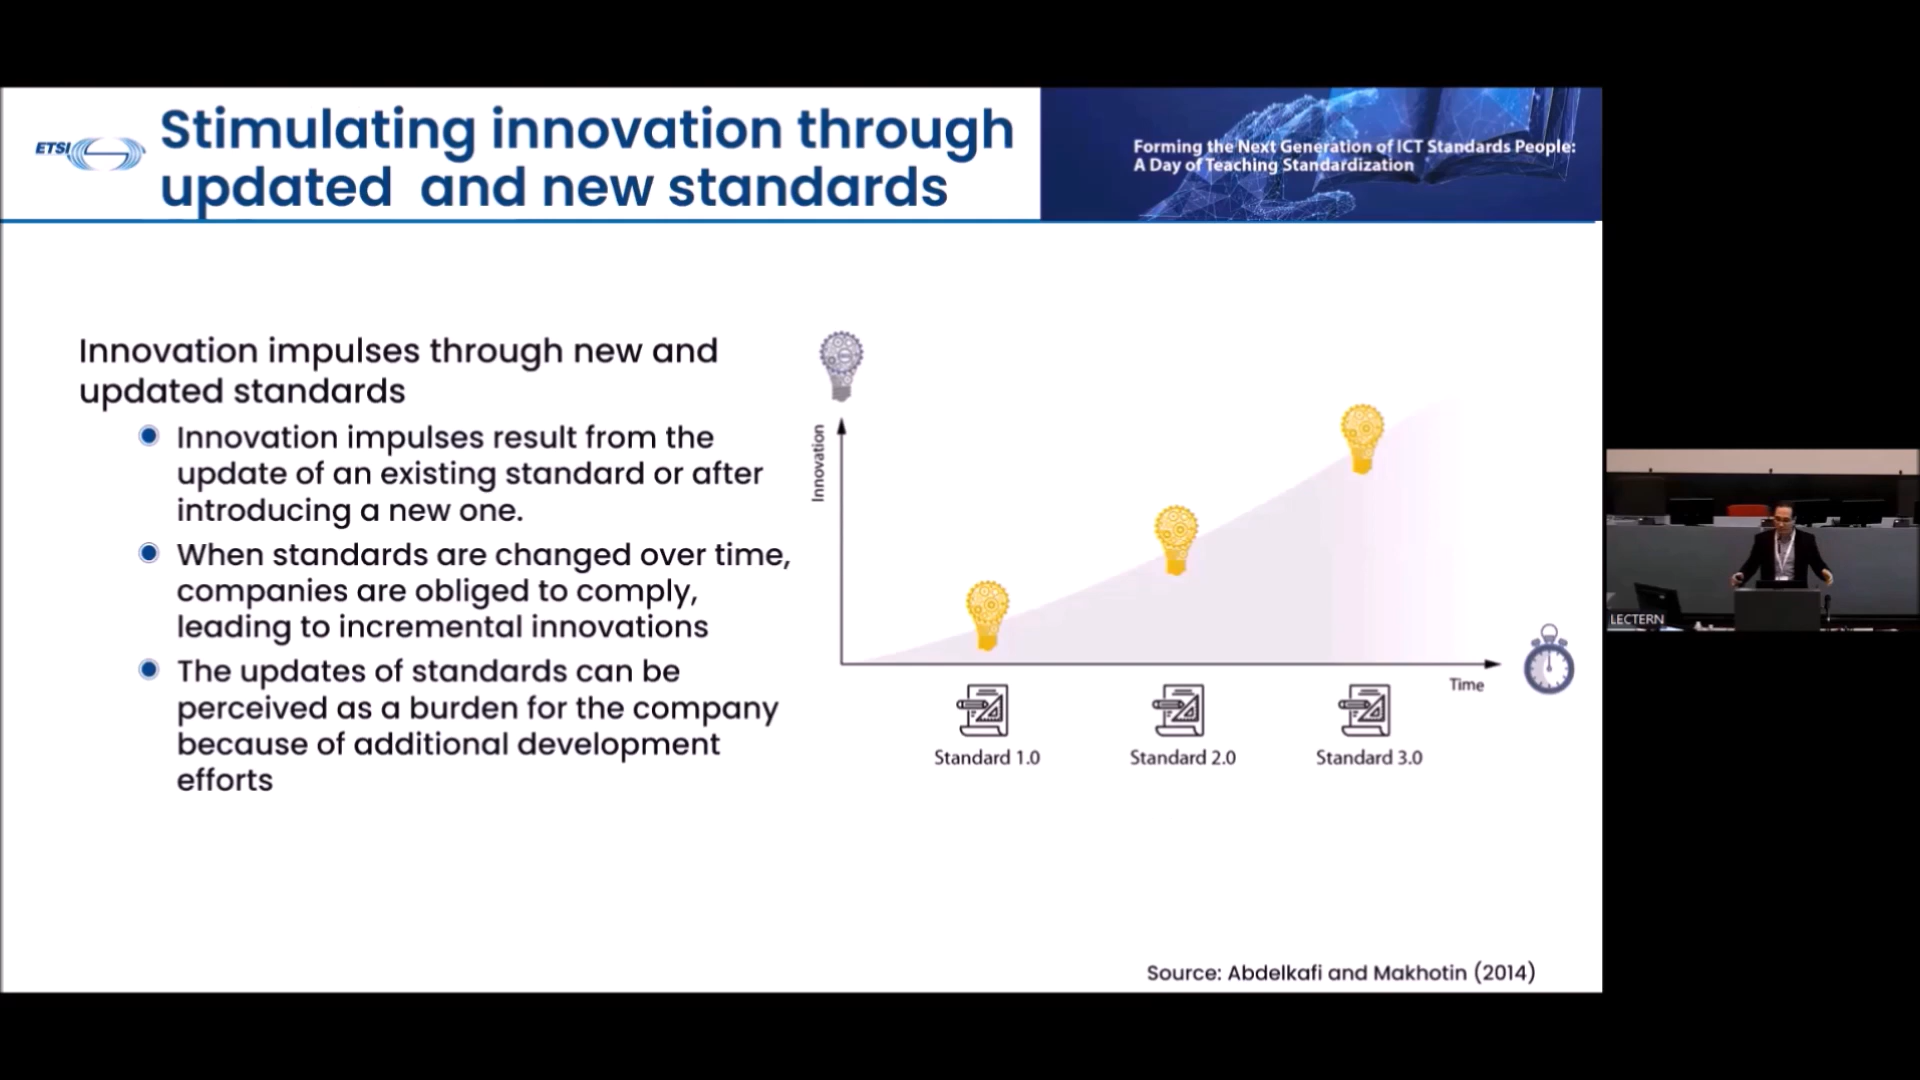 ETSI
Stimulating innovation through
updated and new standards
Forming the Next Generation of ICT Standards People:
A Day of Teaching Standardization
Innovation impulses through new and
updated standards
Innovation impulses result from the
update of an existing standard or after
introducing a new one.
When standards are changed over time,
companies are obliged to comply,
leading to incremental innovations
The updates of standards can be
perceived as a burden for the company
because of additional development
efforts
Innovation
Time
Standard 1.0
Standard 2.0
Standard 3.0
Source: Abdelkafi and Makhotin (2014)
LECTERN